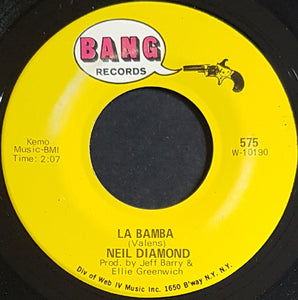 BANG
RECORDS
Kemo
Music-BMI
Time: 2:07
575
W-10190
LA BAMBA
(Valens)
NEIL DIAMOND
Prod. by Jeff Barry &
Ellie Greenwich
Div of Web IV Music Inc. 1650 B'way N.Y. N.Y.